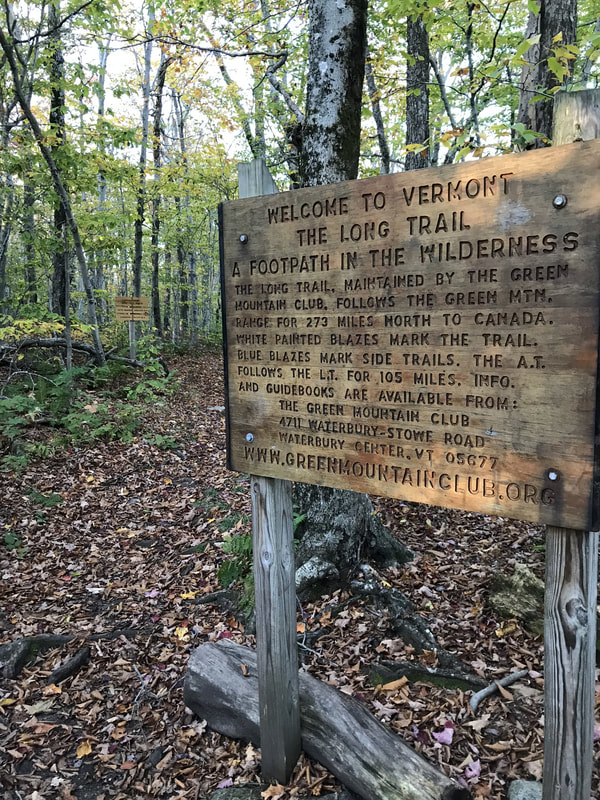 WELCOME TO VERMONT
THE LONG TRAIL
A FOOTPATH IN THE WILDERNESS
THE LONG TRAIL, MAINTAINED BY THE GREEN
MOUNTAIN CLUB, FOLLOWS THE GREEN MTN.
RANGE FOR 273 MILES NORTH TO CANADA.
WHITE PAINTED BLAZES MARK THE TRAIL.
BLUE BLAZES MARK SIDE TRAILS. THE A.T.
FOLLOWS THE L.T. FOR 105 MILES. INFO.
AND GUIDEBOOKS ARE AVAILABLE FROM:
THE GREEN MOUNTAIN CLUB
4711 WATERBURY-STOWE ROAD
WATERBURY CENTER, VT 05677
WWW.GREENMOUNTAINCLUB.ORG